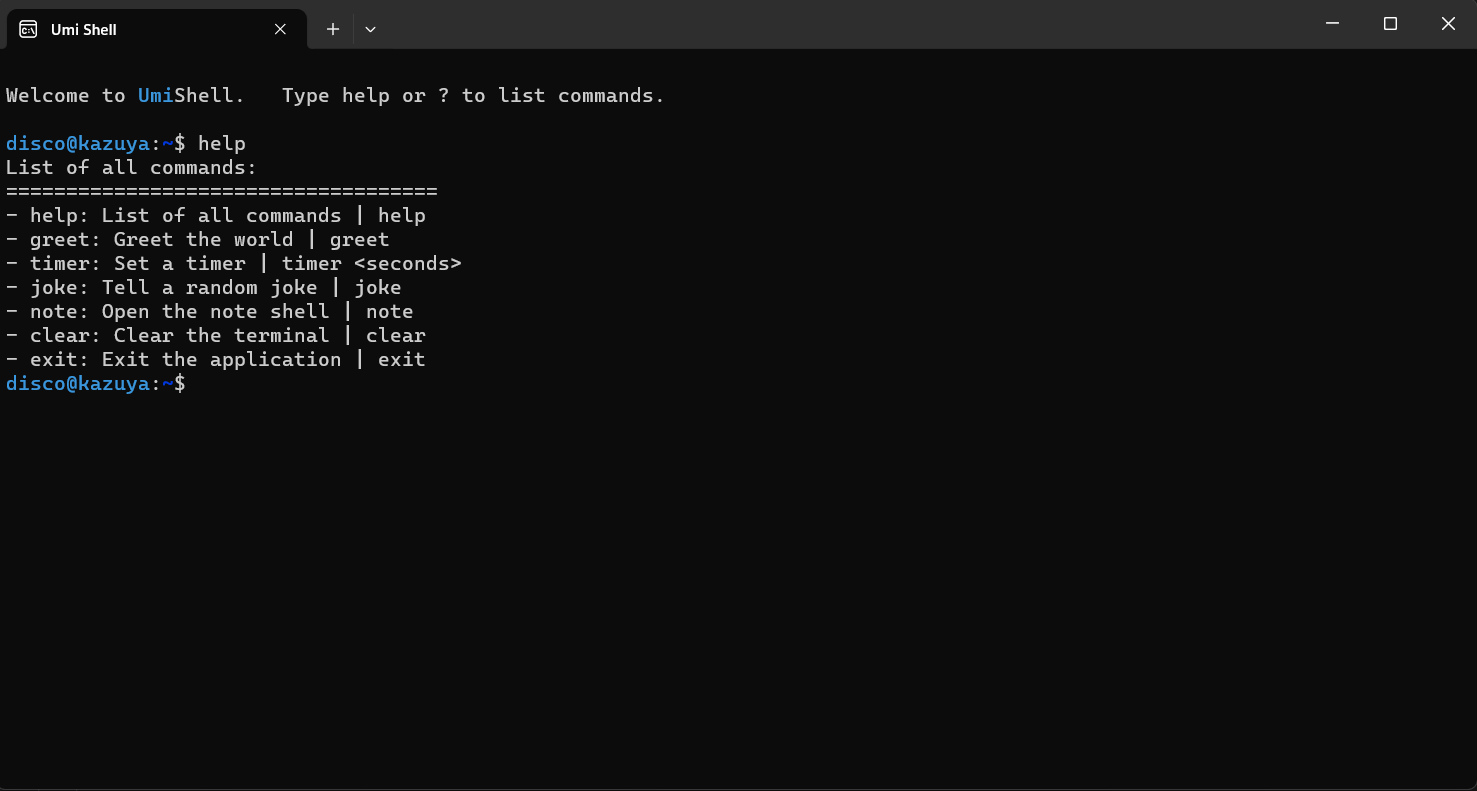 Umi Shell
Welcome to UmiShell.   Type help or ? to list commands.
disco@kazuya:~$ help
List of all commands:
====================================
- help: List of all commands | help
- greet: Greet the world | greet
- timer: Set a timer | timer <seconds>
- joke: Tell a random joke | joke
- note: Open the note shell | note
- clear: Clear the terminal | clear
- exit: Exit the application | exit
disco@kazuya:~$